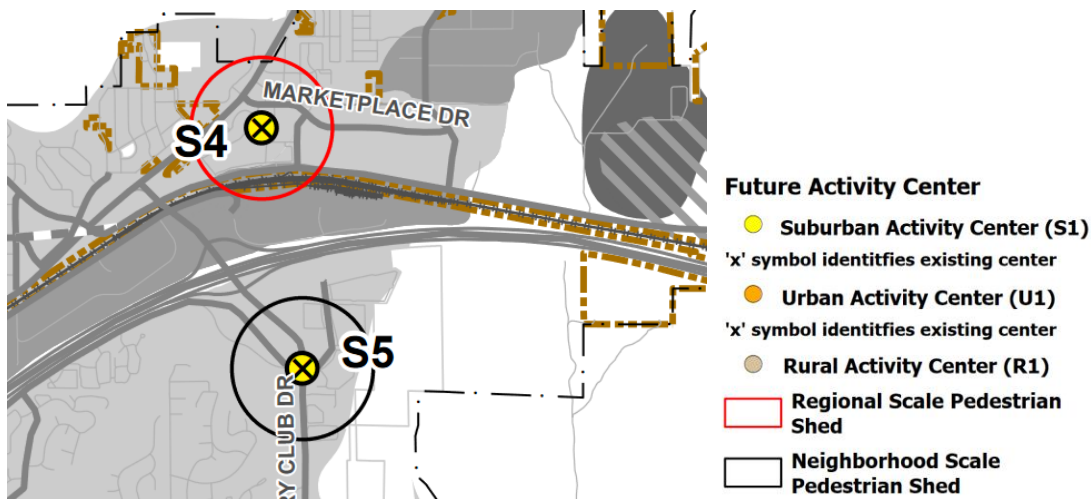 MARKETPLACE DR
S4
S5
RY CLUB DR
Future Activity Center
Suburban Activity Center (S1)
'x' symbol identitfies existing center
Urban Activity Center (U1)
'x' symbol identitfies existing center
Rural Activity Center (R1)
Regional Scale Pedestrian
Shed
Neighborhood Scale
Pedestrian Shed